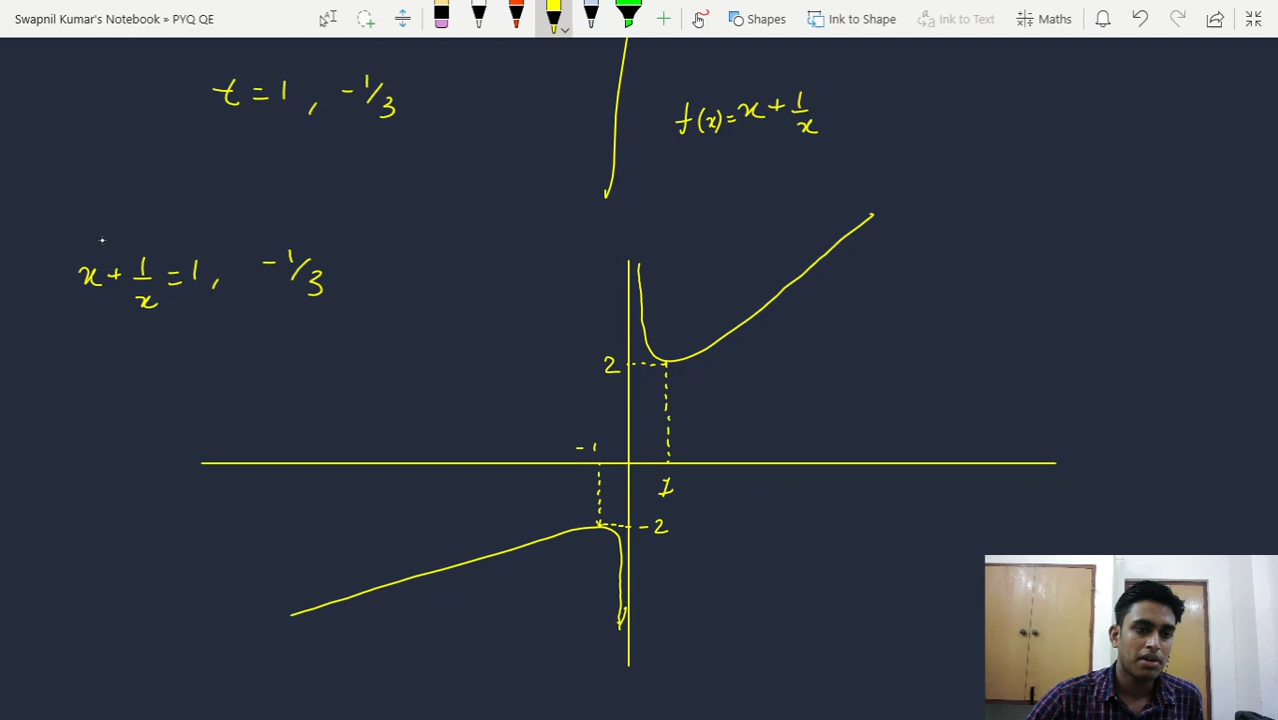 Swapnil Kumar's Notebook » PYQ QE
Shapes
Ink to Shape
Ink to Text
Maths
t = 1 , -1/3
f(x) = x + 1/x
x + 1/x = 1 , -1/3
2
-1
1
-2